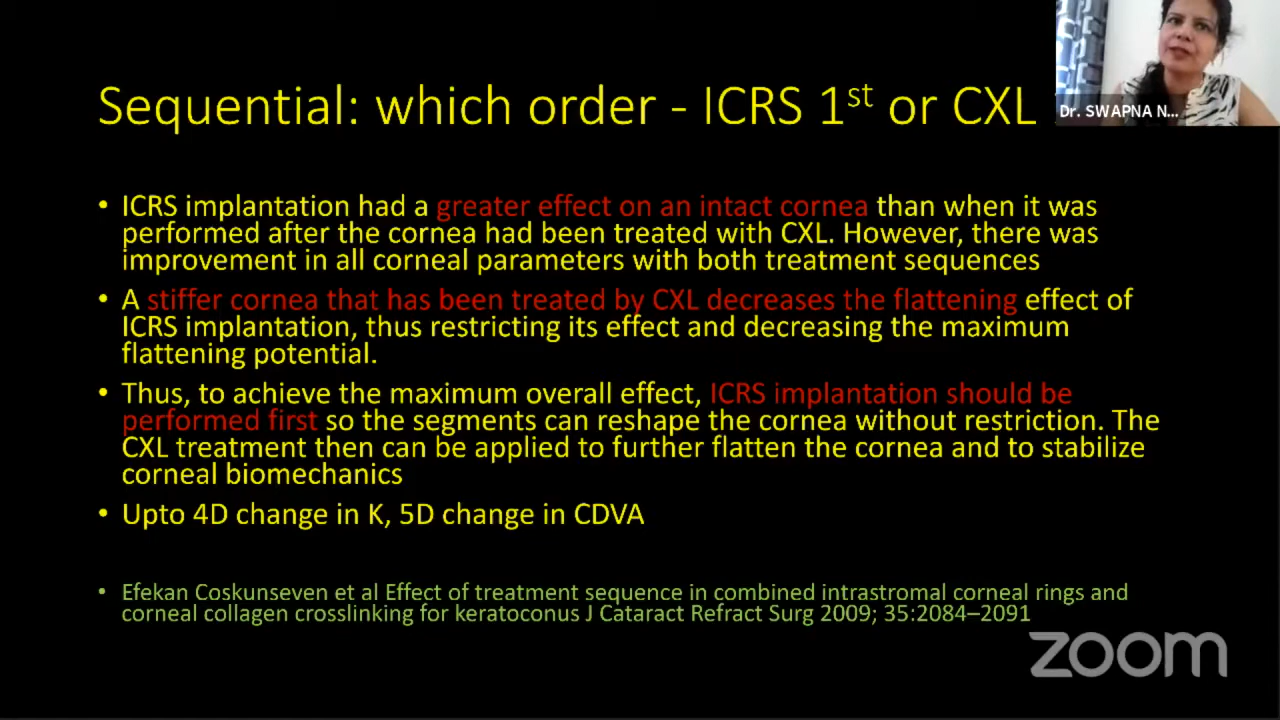 Sequential: which order - ICRS 1st or CXL
Dr. SWAPNA N...
• ICRS implantation had a greater effect on an intact cornea than when it was
performed after the cornea had been treated with CXL. However, there was
improvement in all corneal parameters with both treatment sequences
• A stiffer cornea that has been treated by CXL decreases the flattening effect of
ICRS implantation, thus restricting its effect and decreasing the maximum
flattening potential.
• Thus, to achieve the maximum overall effect, ICRS implantation should be
performed first so the segments can reshape the cornea without restriction. The
CXL treatment then can be applied to further flatten the cornea and to stabilize
corneal biomechanics
• Upto 4D change in K, 5D change in CDVA
• Efekan Coskunseven et al Effect of treatment sequence in combined intrastromal corneal rings and
corneal collagen crosslinking for keratoconus J Cataract Refract Surg 2009; 35:2084–2091
zoom